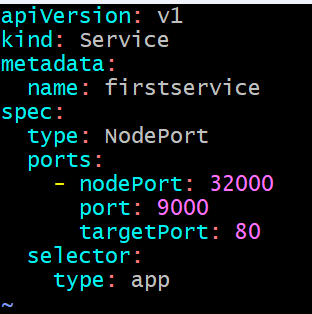 apiVersion: v1
kind: Service
metadata:
  name: firstservice
spec:
  type: NodePort
  ports:
    - nodePort: 32000
      port: 9000
      targetPort: 80
  selector:
    type: app
~